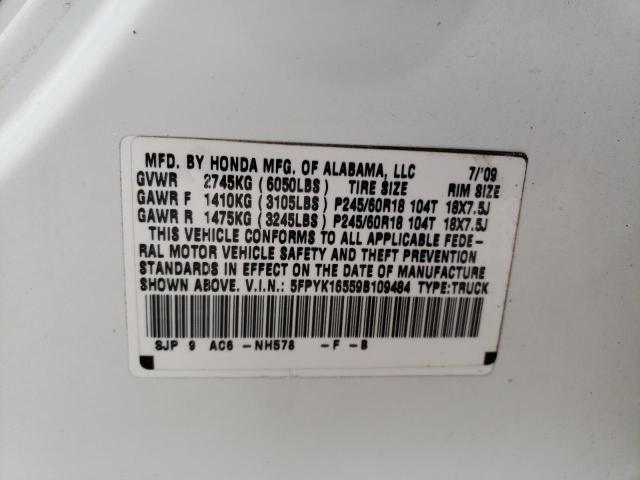 MFD. BY HONDA MFG. OF ALABAMA, LLC 7/'09
GVWR 2745KG (6050LBS) TIRE SIZE RIM SIZE
GAWR F 1410KG (3105LBS) P245/60R18 104T 18X7.5J
GAWR R 1475KG (3245LBS) P245/60R18 104T 18X7.5J
THIS VEHICLE CONFORMS TO ALL APPLICABLE FEDE-
RAL MOTOR VEHICLE SAFETY AND THEFT PREVENTION
STANDARDS IN EFFECT ON THE DATE OF MANUFACTURE
SHOWN ABOVE. V.I.N.: 5FPYK16559B109484 TYPE:TRUCK
SJP 9 AC6 -NH578 -F -B